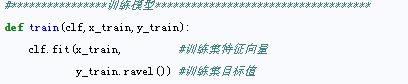 #****************训练模型***********************************
def train(clf,x_train,y_train):
clf.fit(x_train, #训练集特征向量
y_train.ravel()) #训练集目标值